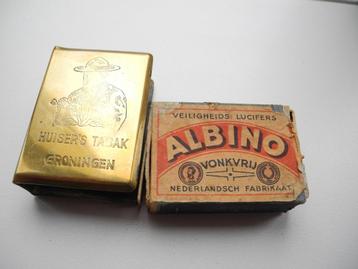 HUISER'S TABAK
GRONINGEN
VEILIGHEIDS LUCIFERS
ALBINO
VONKVRIJ
NEDERLANDSCH FABRIKAAT